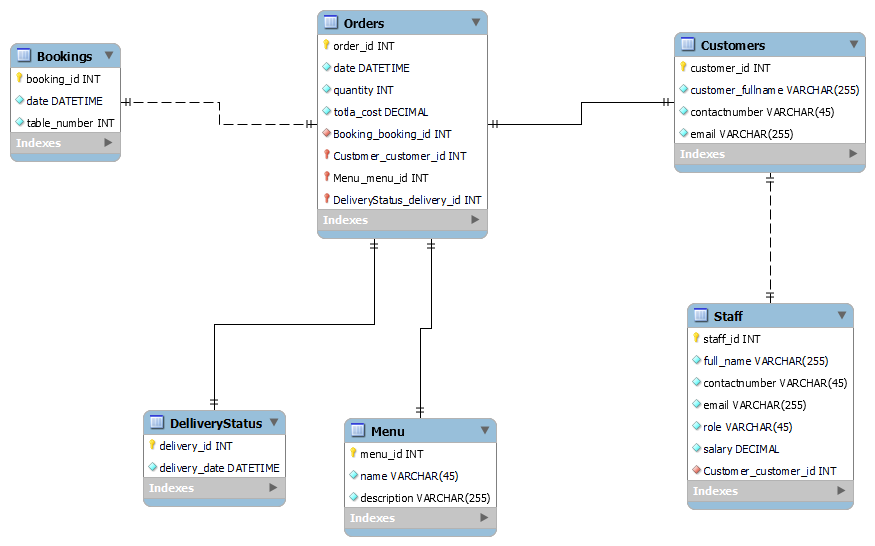 Bookings
booking_id INT
date DATETIME
table_number INT
Indexes
Orders
order_id INT
date DATETIME
quantity INT
totla_cost DECIMAL
Booking_booking_id INT
Customer_customer_id INT
Menu_menu_id INT
DeliveryStatus_delivery_id INT
Indexes
Customers
customer_id INT
customer_fullname VARCHAR(255)
contactnumber VARCHAR(45)
email VARCHAR(255)
Indexes
Staff
staff_id INT
full_name VARCHAR(255)
contactnumber VARCHAR(45)
email VARCHAR(255)
role VARCHAR(45)
salary DECIMAL
Customer_customer_id INT
Indexes
DelliveryStatus
delivery_id INT
delivery_date DATETIME
Indexes
Menu
menu_id INT
name VARCHAR(45)
description VARCHAR(255)
Indexes